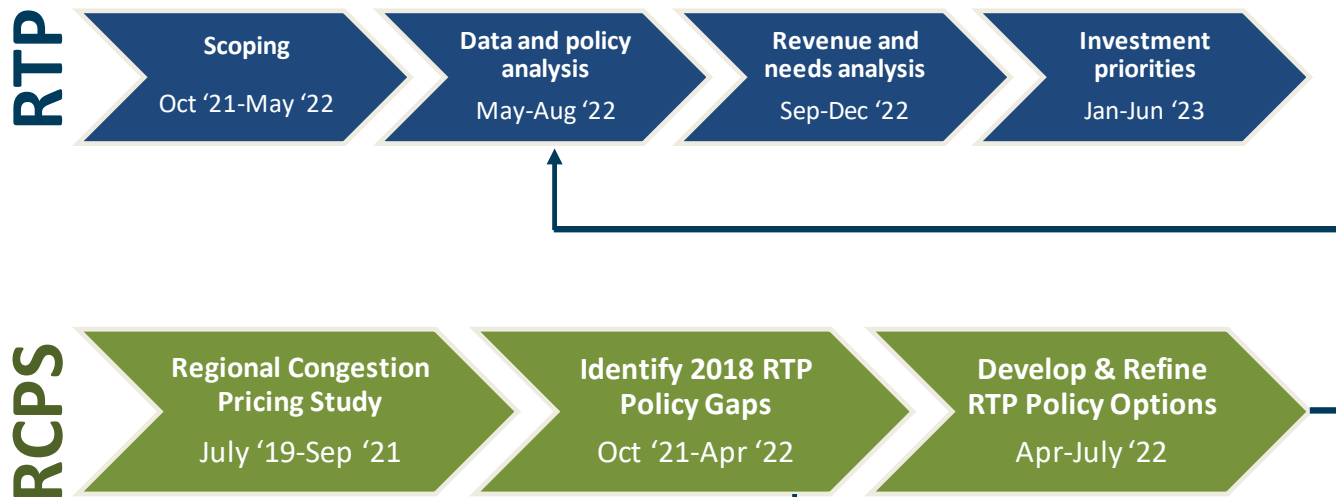 RTP
Scoping
Oct ‘21-May ‘22
Data and policy
analysis
May-Aug ‘22
Revenue and
needs analysis
Sep-Dec ‘22
Investment
priorities
Jan-Jun ‘23
RCPS
Regional Congestion
Pricing Study
July ‘19-Sep ‘21
Identify 2018 RTP
Policy Gaps
Oct ‘21-Apr ‘22
Develop & Refine
RTP Policy Options
Apr-July ‘22